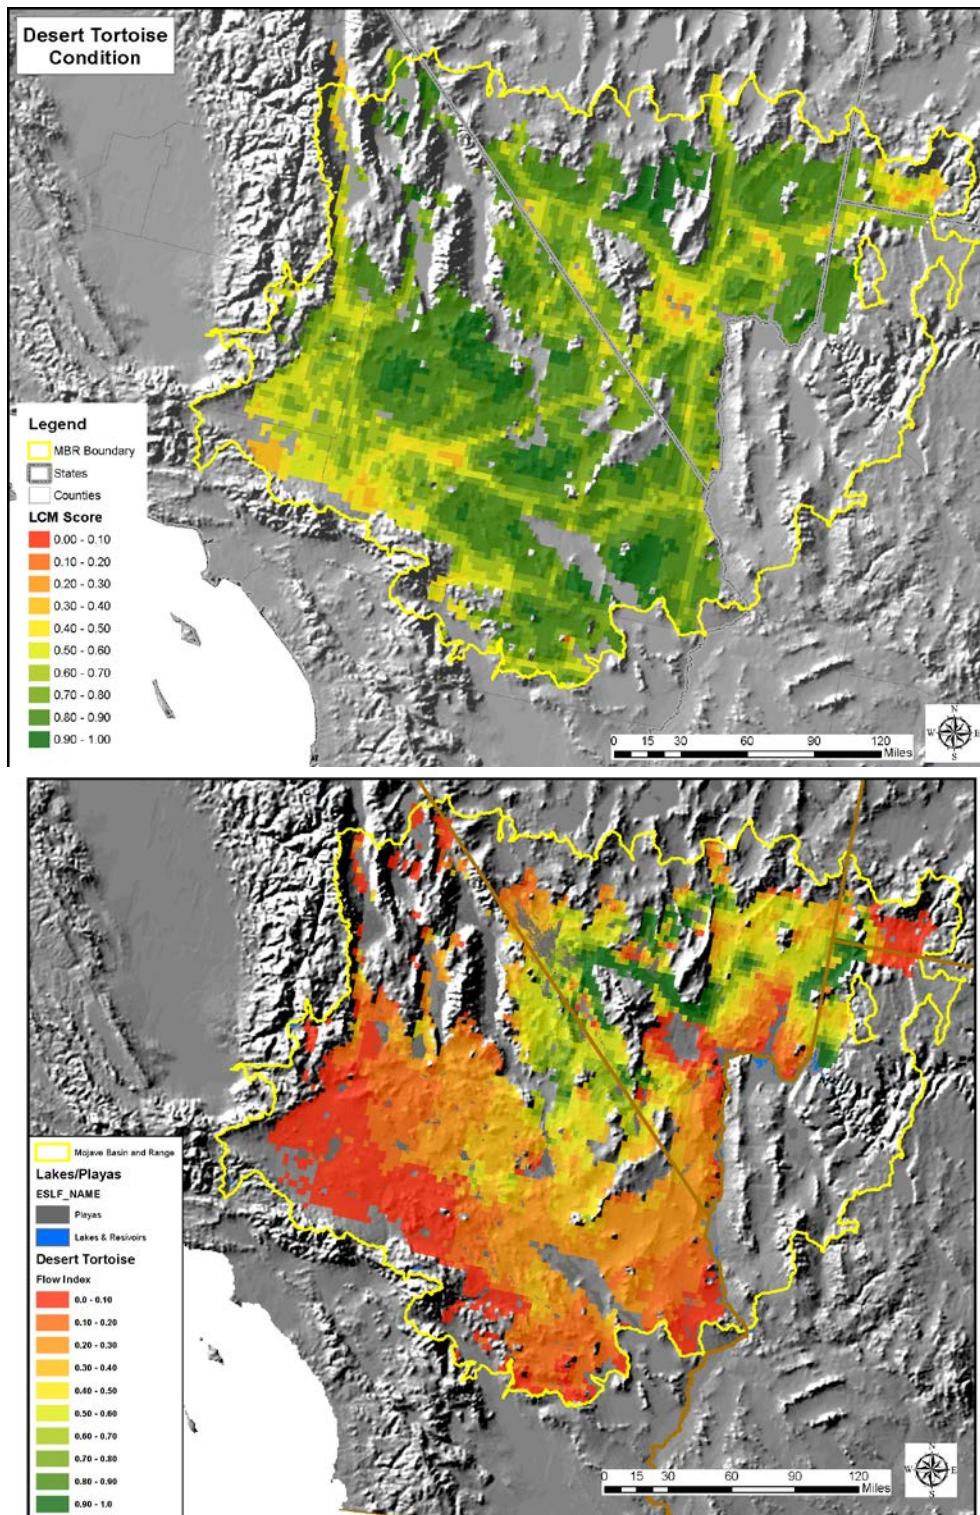 Desert Tortoise
Condition
Legend
MBR Boundary
States
Counties
LCM Score
0.00 - 0.10
0.10 - 0.20
0.20 - 0.30
0.30 - 0.40
0.40 - 0.50
0.50 - 0.60
0.60 - 0.70
0.70 - 0.80
0.80 - 0.90
0.90 - 1.00
N
W E
S
0 15 30 60 90 120
Miles
Mojave Basin and Range
Lakes/Playas
ESLF_NAME
Playas
Lakes & Resivoirs
Desert Tortoise
Flow Index
0.0 - 0.10
0.10 - 0.20
0.20 - 0.30
0.30 - 0.40
0.40 - 0.50
0.50 - 0.60
0.60 - 0.70
0.70 - 0.80
0.80 - 0.90
0.90 - 1.0
N
W E
S
0 15 30 60 90 120
Miles